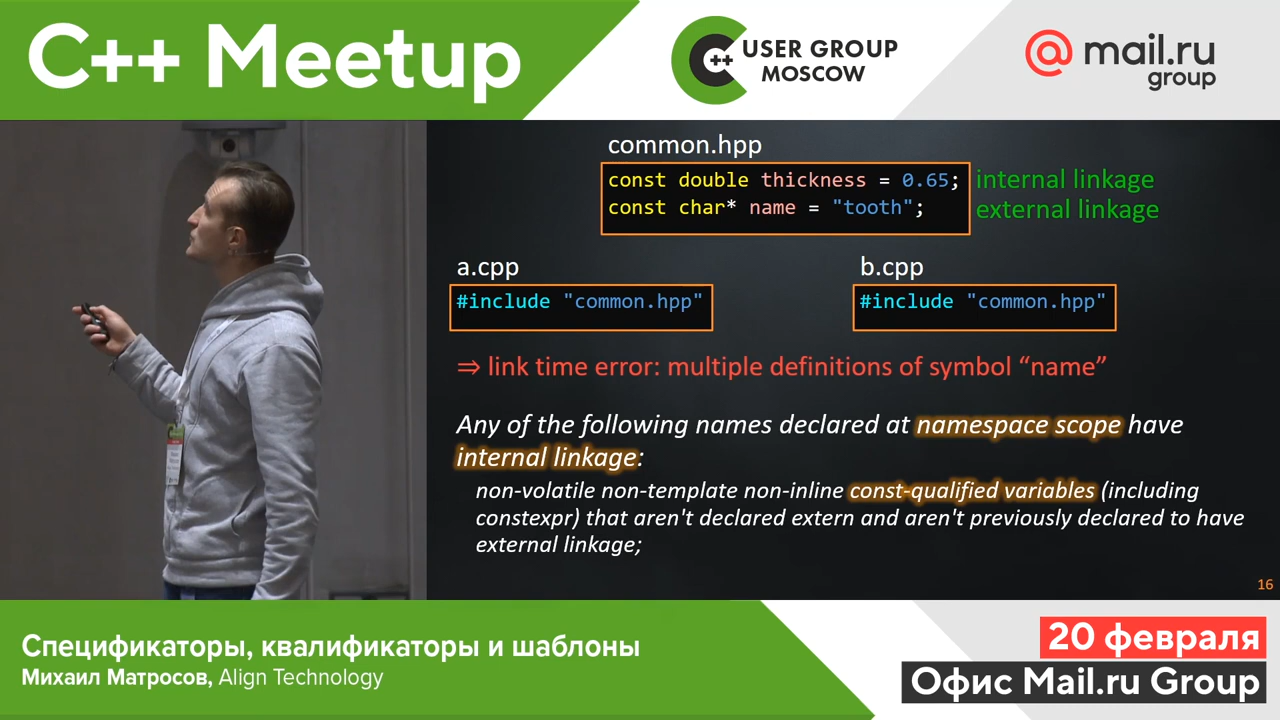 C++ Meetup
C++ USER GROUP
MOSCOW
@ mail.ru
group
common.hpp
const double thickness = 0.65; internal linkage
const char* name = "tooth"; external linkage
a.cpp
#include "common.hpp"
b.cpp
#include "common.hpp"
⇒ link time error: multiple definitions of symbol “name”
Any of the following names declared at namespace scope have
internal linkage:
non-volatile non-template non-inline const-qualified variables (including
constexpr) that aren't declared extern and aren't previously declared to have
external linkage;
16
Спецификаторы, квалификаторы и шаблоны
Михаил Матросов, Align Technology
20 февраля
Офис Mail.ru Group